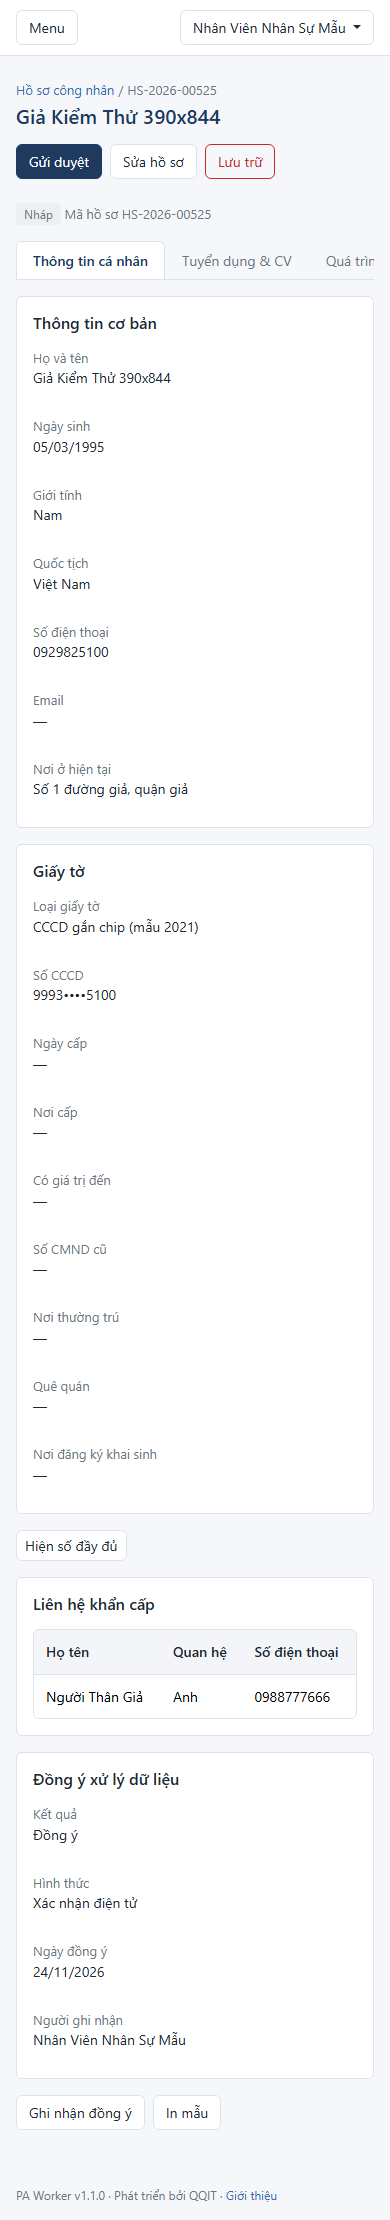 Menu
Nhân Viên Nhân Sự Mẫu
Hồ sơ công nhân / HS-2026-00525
Giả Kiểm Thử 390x844
Gửi duyệt
Sửa hồ sơ
Lưu trữ
Nháp Mã hồ sơ HS-2026-00525
Thông tin cá nhân
Tuyển dụng & CV
Quá trìn
Thông tin cơ bản
Họ và tên
Giả Kiểm Thử 390x844
Ngày sinh
05/03/1995
Giới tính
Nam
Quốc tịch
Việt Nam
Số điện thoại
0929825100
Email
—
Nơi ở hiện tại
Số 1 đường giả, quận giả
Giấy tờ
Loại giấy tờ
CCCD gắn chip (mẫu 2021)
Số CCCD
9993••••5100
Ngày cấp
—
Nơi cấp
—
Có giá trị đến
—
Số CMND cũ
—
Nơi thường trú
—
Quê quán
—
Nơi đăng ký khai sinh
—
Hiện số đầy đủ
Liên hệ khẩn cấp
Họ tên Quan hệ Số điện thoại
Người Thân Giả Anh 0988777666
Đồng ý xử lý dữ liệu
Kết quả
Đồng ý
Hình thức
Xác nhận điện tử
Ngày đồng ý
24/11/2026
Người ghi nhận
Nhân Viên Nhân Sự Mẫu
Ghi nhận đồng ý
In mẫu
PA Worker v1.1.0 · Phát triển bởi QQIT · Giới thiệu